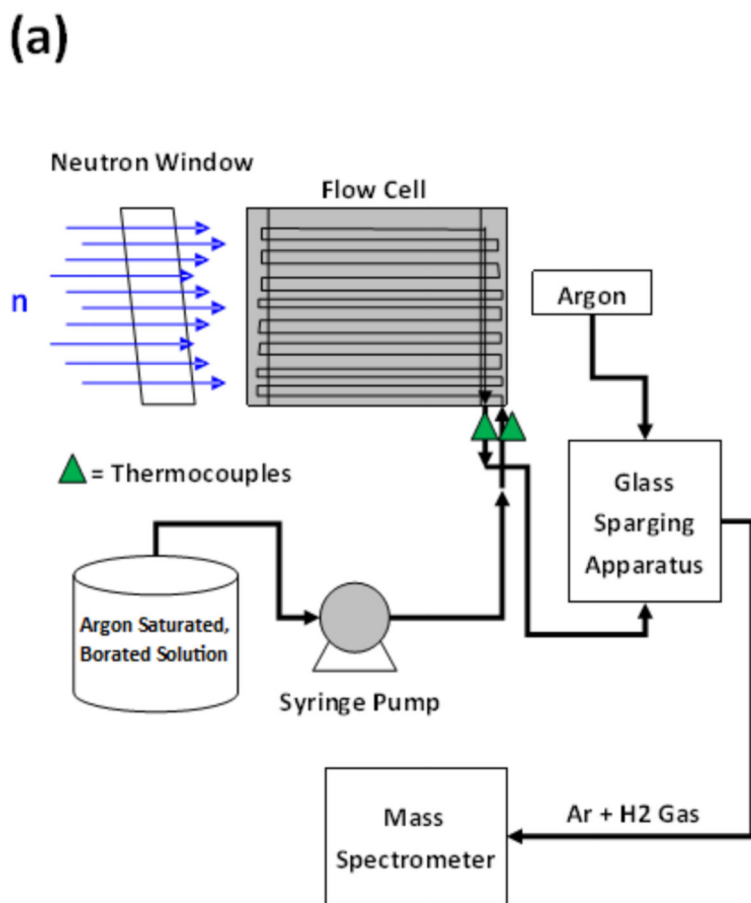 (a)
Neutron Window
Flow Cell
n
Argon
= Thermocouples
Glass
Sparging
Apparatus
Argon Saturated,
Borated Solution
Syringe Pump
Mass
Spectrometer
Ar + H2 Gas